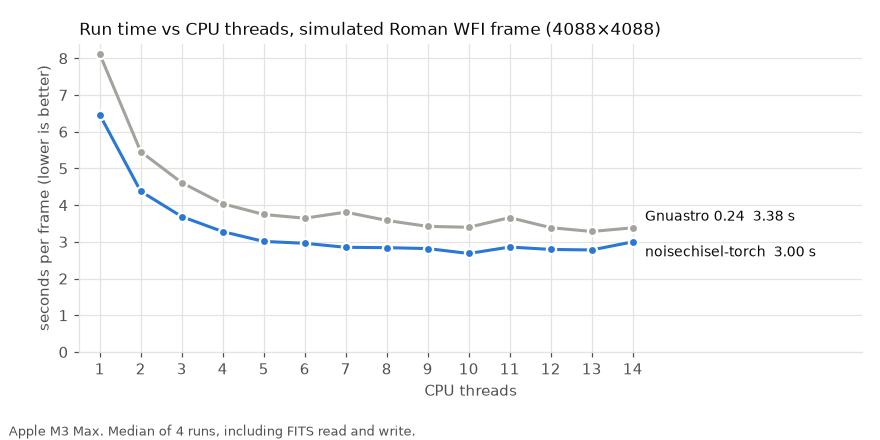 Run time vs CPU threads, simulated Roman WFI frame (4088×4088)
seconds per frame (lower is better)
8
7
6
5
4
3
2
1
0
Gnuastro 0.24  3.38 s
noisechisel-torch  3.00 s
1 2 3 4 5 6 7 8 9 10 11 12 13 14
CPU threads
Apple M3 Max. Median of 4 runs, including FITS read and write.